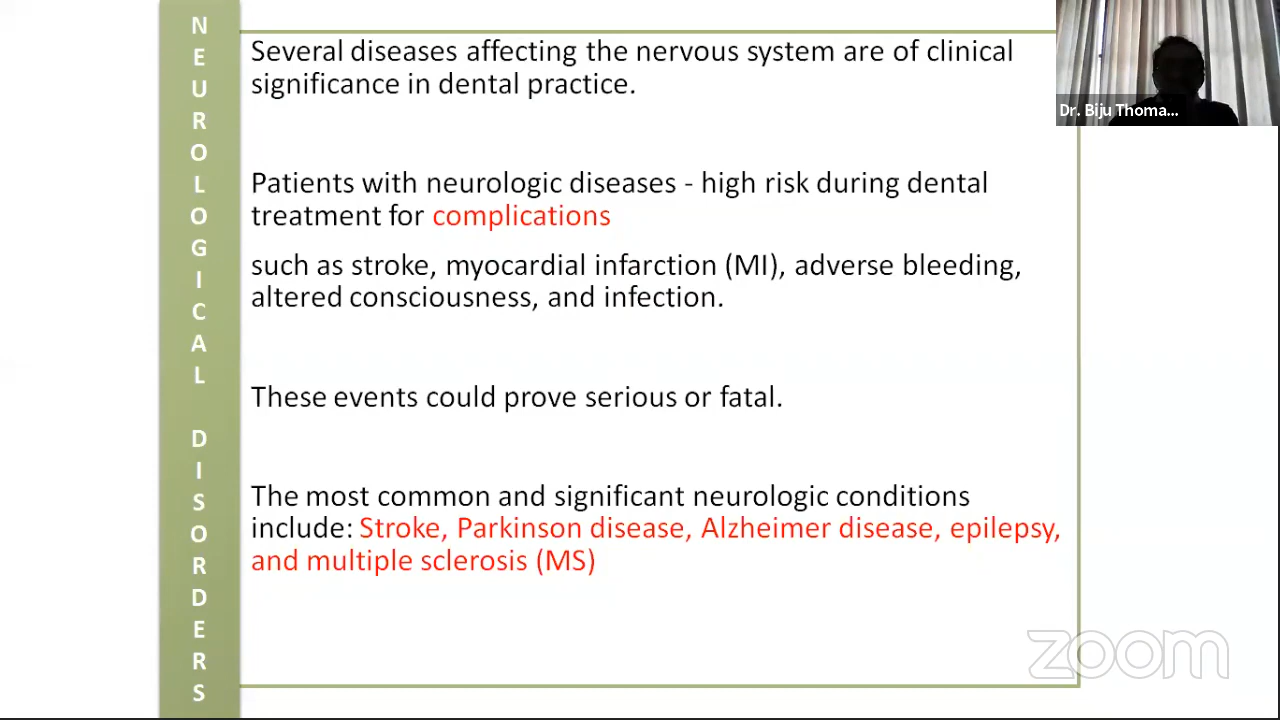 NEUROLOGICAL DISORDERS
Several diseases affecting the nervous system are of clinical
significance in dental practice.
Patients with neurologic diseases - high risk during dental
treatment for complications
such as stroke, myocardial infarction (MI), adverse bleeding,
altered consciousness, and infection.
These events could prove serious or fatal.
The most common and significant neurologic conditions
include: Stroke, Parkinson disease, Alzheimer disease, epilepsy,
and multiple sclerosis (MS)
Dr. Biju Thoma...
zoom